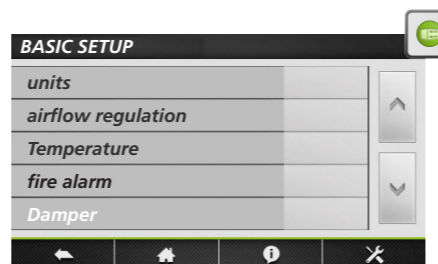 BASIC SETUP
units
airflow regulation
Temperature
fire alarm
Damper